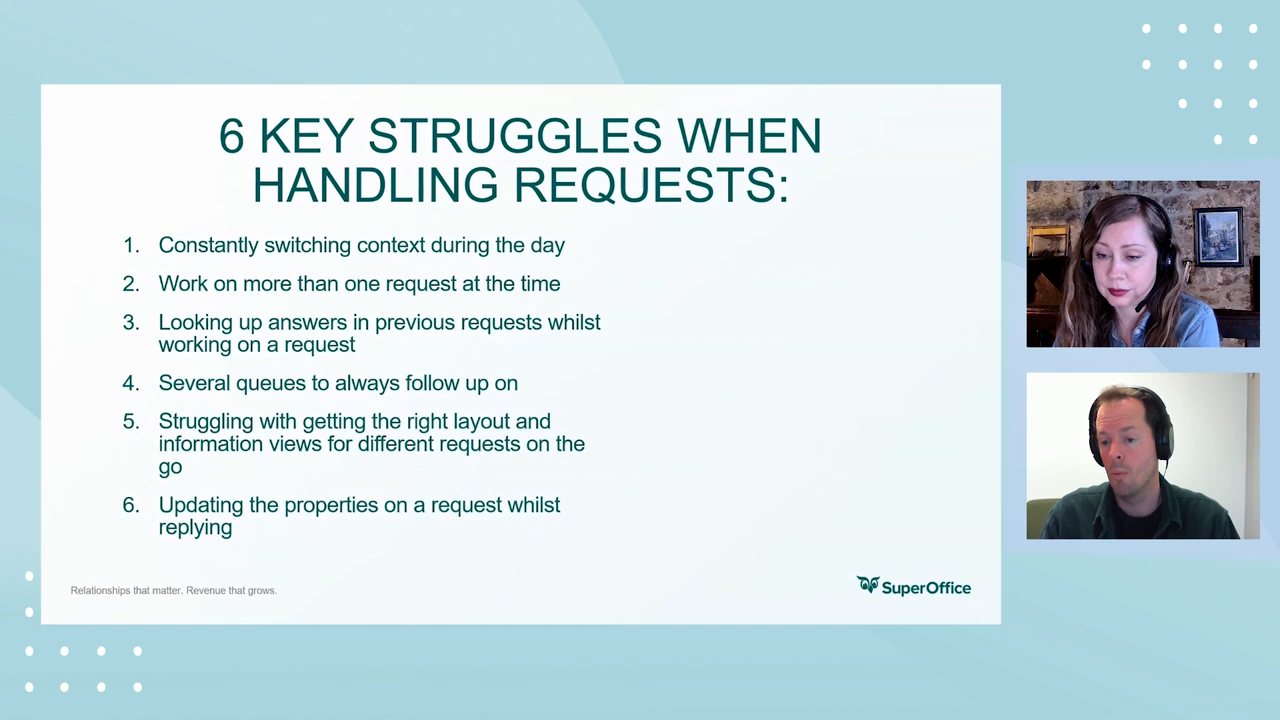 6 KEY STRUGGLES WHEN
HANDLING REQUESTS:
1. Constantly switching context during the day
2. Work on more than one request at the time
3. Looking up answers in previous requests whilst
working on a request
4. Several queues to always follow up on
5. Struggling with getting the right layout and
information views for different requests on the
go
6. Updating the properties on a request whilst
replying
Relationships that matter. Revenue that grows.
SuperOffice